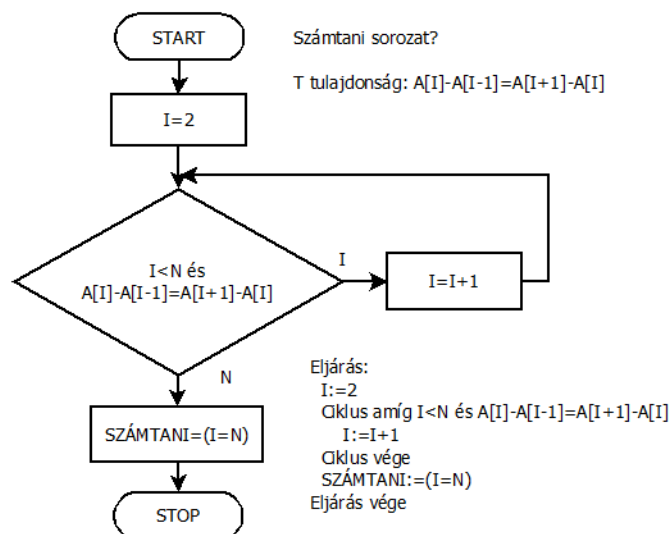 START
Számtani sorozat?
T tulajdonság: A[I]-A[I-1]=A[I+1]-A[I]
I=2
I<N és
A[I]-A[I-1]=A[I+1]-A[I]
I
I=I+1
N
SZÁMTANI=(I=N)
STOP
Eljárás:
I:=2
Ciklus amíg I<N és A[I]-A[I-1]=A[I+1]-A[I]
I:=I+1
Ciklus vége
SZÁMTANI:=(I=N)
Eljárás vége